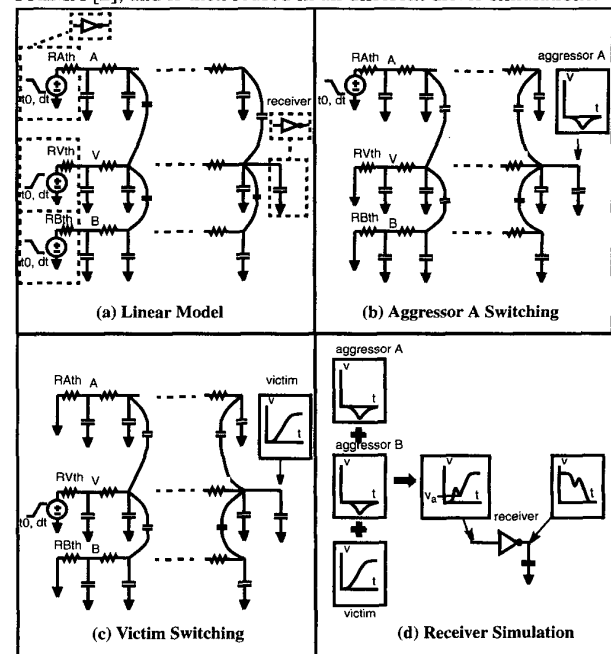 RAth A
t0, dt
RVth V
t0, dt
RBth B
t0, dt
receiver
(a) Linear Model
RAth A
t0, dt
RVth V
RBth B
aggressor A
v
t
(b) Aggressor A Switching
RAth A
RVth V
t0, dt
RBth B
victim
v
t
(c) Victim Switching
aggressor A
v
t
aggressor B
v
t
v
t
victim
v
va
t
receiver
v
t
(d) Receiver Simulation